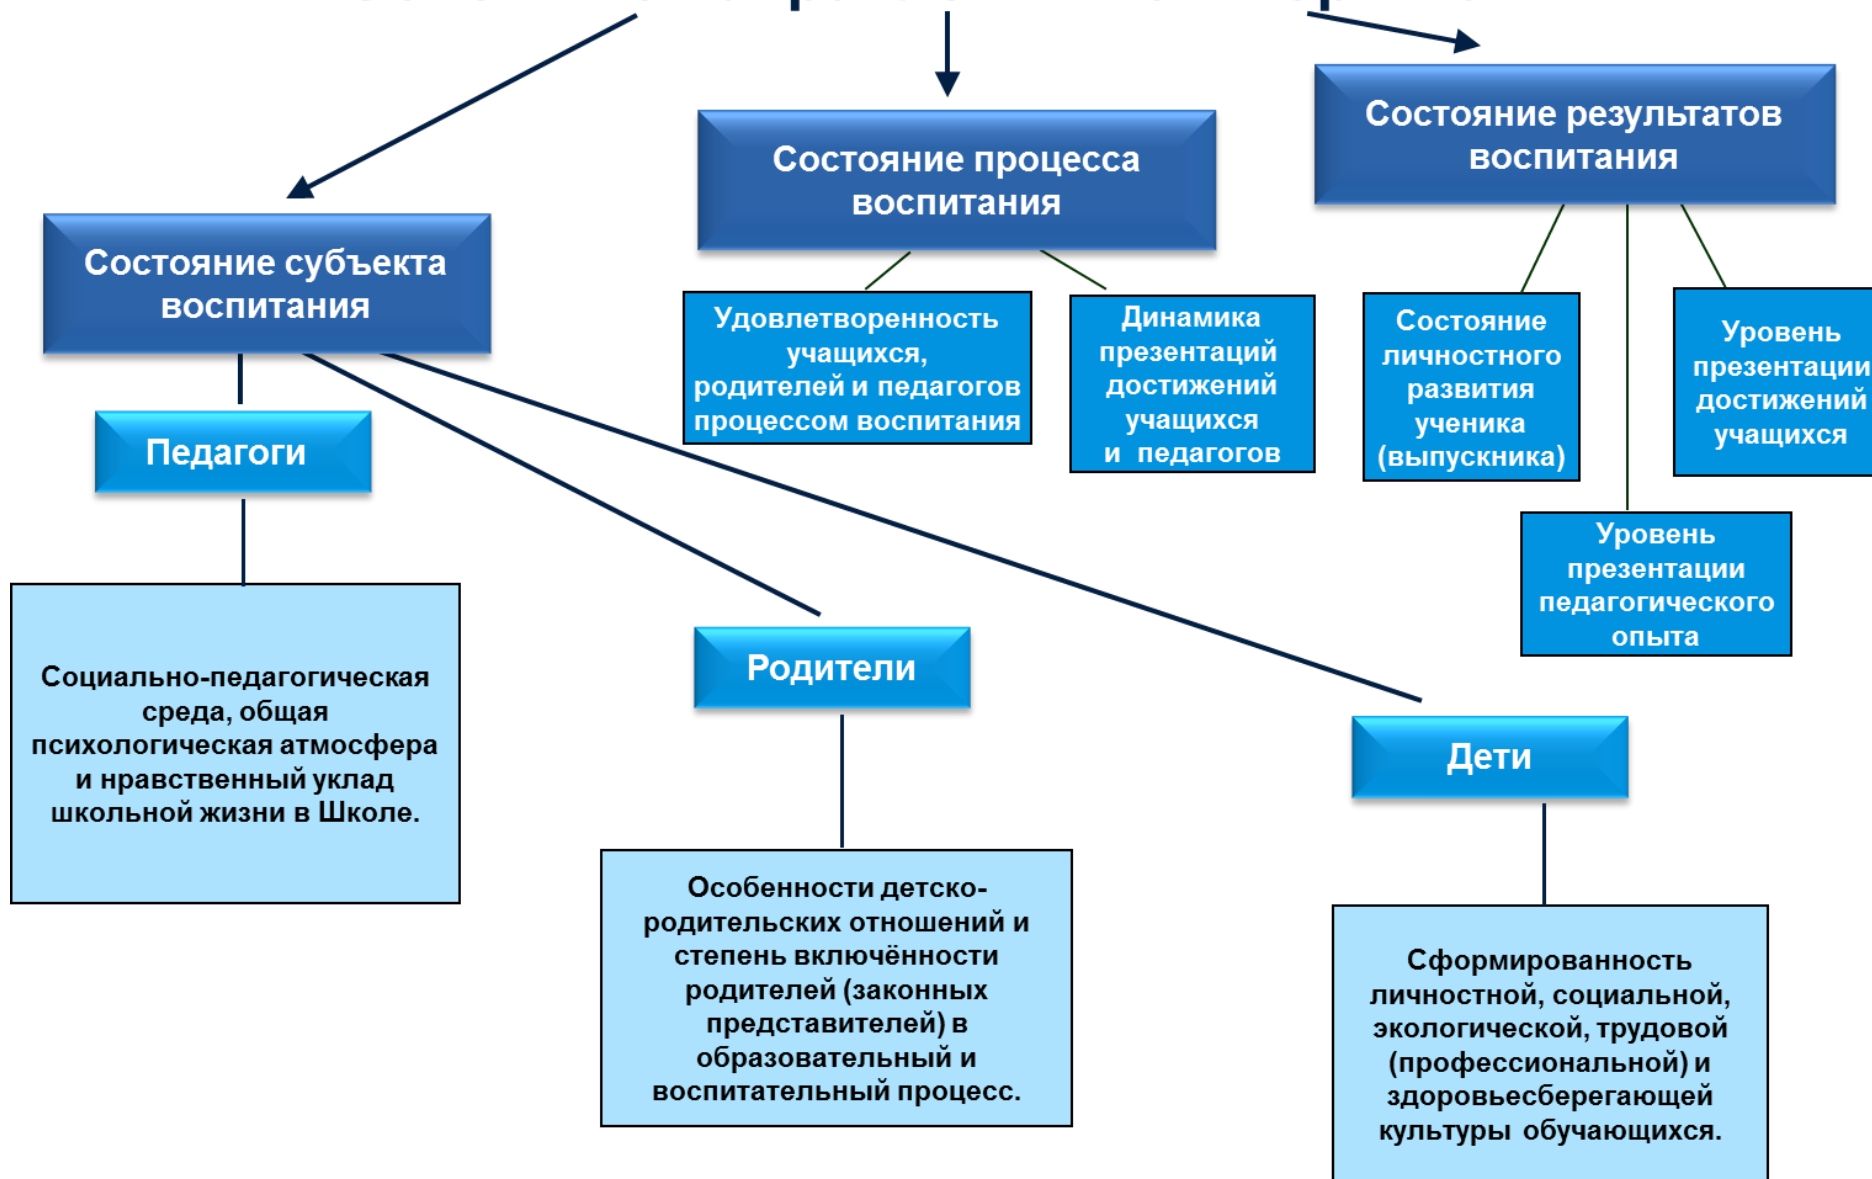 Состояние субъекта
воспитания
Состояние процесса
воспитания
Состояние результатов
воспитания
Удовлетворенность
учащихся,
родителей и педагогов
процессом воспитания
Динамика
презентаций
достижений
учащихся
и педагогов
Состояние
личностного
развития
ученика
(выпускника)
Уровень
презентации
достижений
учащихся
Уровень
презентации
педагогического
опыта
Педагоги
Социально-педагогическая
среда, общая
психологическая атмосфера
и нравственный уклад
школьной жизни в Школе.
Родители
Особенности детско-
родительских отношений и
степень включённости
родителей (законных
представителей) в
образовательный и
воспитательный процесс.
Дети
Сформированность
личностной, социальной,
экологической, трудовой
(профессиональной) и
здоровьесберегающей
культуры обучающихся.